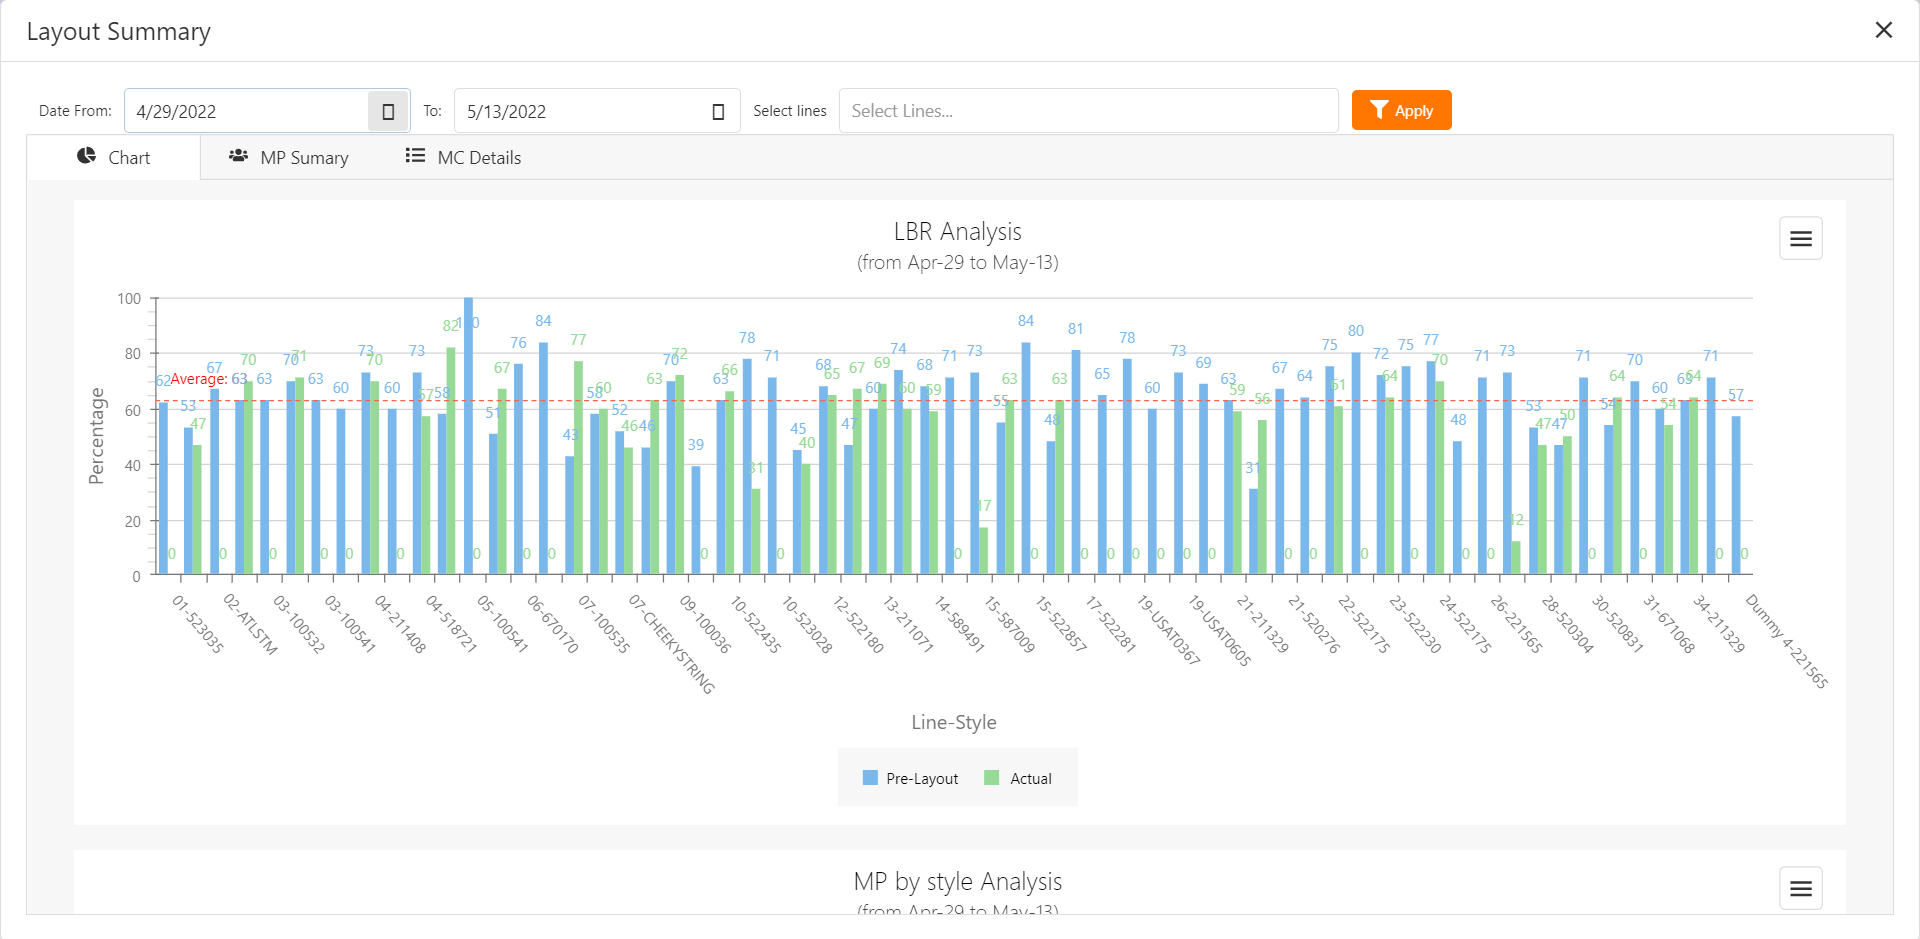 Layout Summary
Date From: 4/29/2022 To: 5/13/2022 Select lines Select Lines... Apply
Chart MP Sumary MC Details
LBR Analysis
(from Apr-29 to May-13)
Percentage
100
80
60
40
20
0
Average: 63
62 53 67 63 63 70 63 60 73 60 73 58 100 51 76 84 43 58 52 46 70 39 63 78 71 45 68 47 60 74 68 71 73 55 84 48 81 65 78 60 73 69 63 31 67 64 75 80 72 75 77 48 71 73 53 47 71 54 70 60 63 71 57
0 47 0 70 0 71 0 0 70 0 57 82 0 67 0 0 77 60 46 63 72 0 66 31 0 40 65 67 69 60 59 0 17 63 0 63 0 0 0 0 0 0 59 56 0 0 61 0 64 0 70 0 0 12 47 50 0 64 0 54 64 0 0
01-523035
02-ATLSTM
03-100532
03-100541
04-211408
04-518721
05-100541
06-670170
07-100535
07-CHEEKYSTRING
09-100036
10-522435
10-523028
12-522180
13-211071
14-589491
15-587009
15-522857
17-522281
19-USAT0367
19-USAT0605
21-211329
21-520276
22-522175
23-522230
24-522175
26-221565
28-520304
30-520831
31-671068
34-211329
Dummy 4-221565
Line-Style
Pre-Layout Actual
MP by style Analysis
(from Apr-29 to May-13)